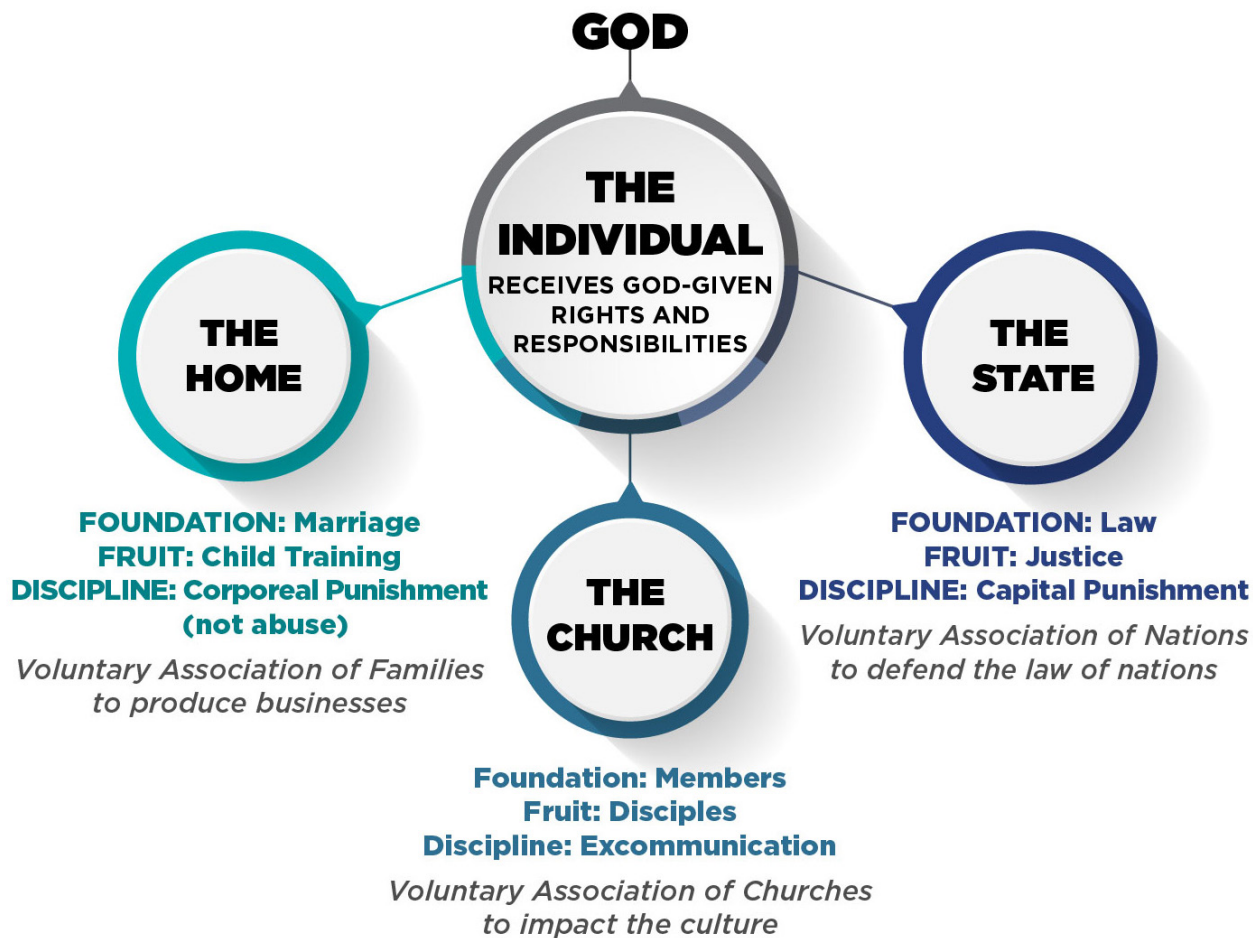 GOD
THE
INDIVIDUAL
RECEIVES GOD-GIVEN
RIGHTS AND
RESPONSIBILITIES
THE
HOME
FOUNDATION: Marriage
FRUIT: Child Training
DISCIPLINE: Corporeal Punishment
(not abuse)
Voluntary Association of Families
to produce businesses
THE
CHURCH
Foundation: Members
Fruit: Disciples
Discipline: Excommunication
Voluntary Association of Churches
to impact the culture
THE
STATE
FOUNDATION: Law
FRUIT: Justice
DISCIPLINE: Capital Punishment
Voluntary Association of Nations
to defend the law of nations